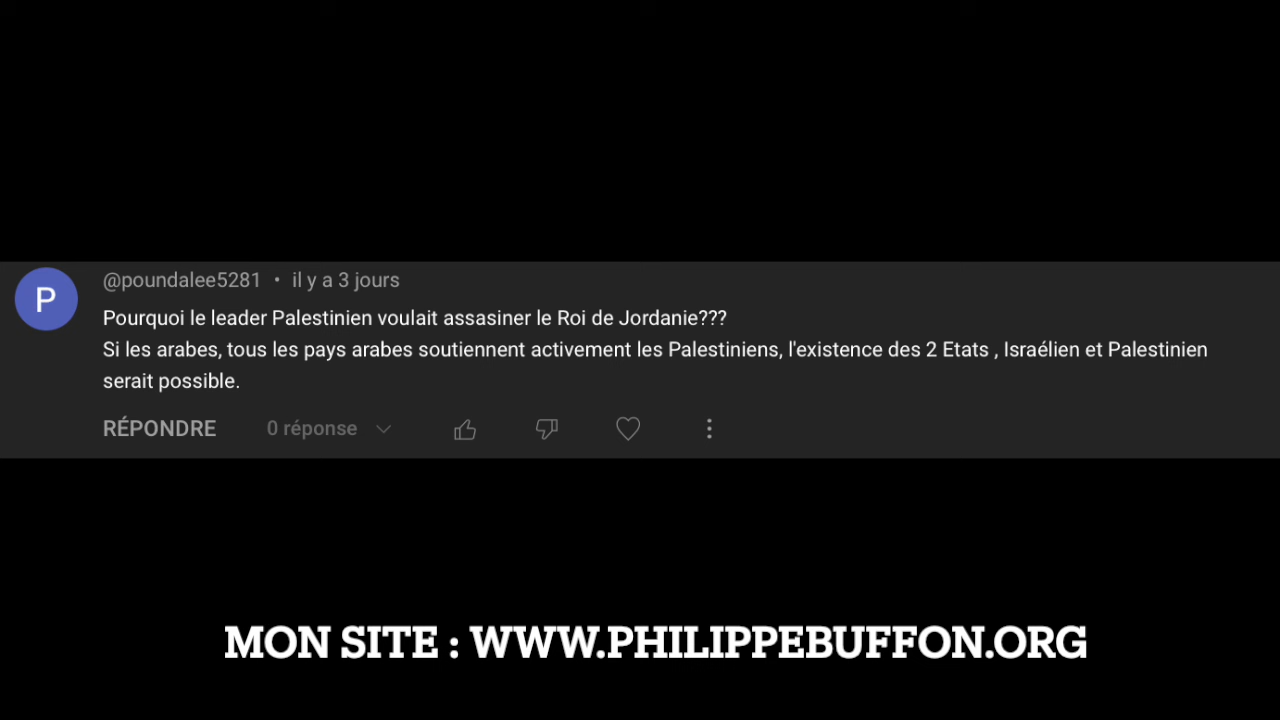 P
@poundalee5281 • il y a 3 jours
Pourquoi le leader Palestinien voulait assasiner le Roi de Jordanie???
Si les arabes, tous les pays arabes soutiennent activement les Palestiniens, l'existence des 2 Etats , Israélien et Palestinien
serait possible.
RÉPONDRE 0 réponse
MON SITE : WWW.PHILIPPEBUFFON.ORG